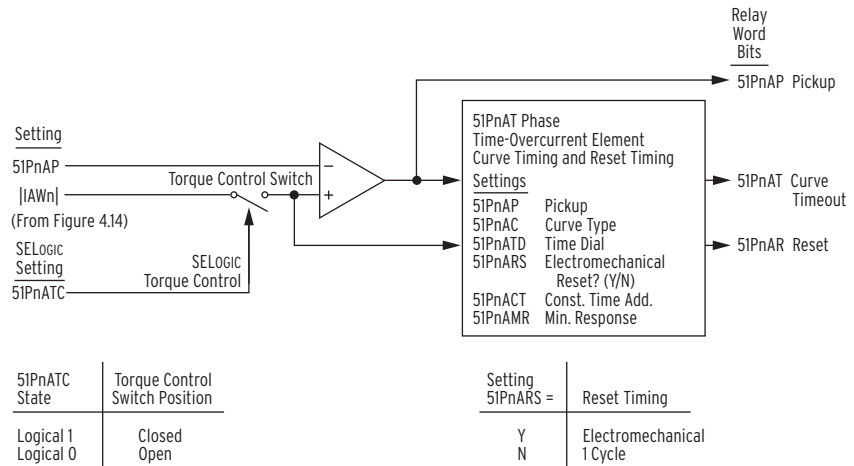 Relay
Word
Bits
51PnAP Pickup
Setting
51PnAP
|IAWn|
(From Figure 4.14)
SELOGIC
Setting
51PnATC
Torque Control Switch
SELOGIC
Torque Control
−
+
51PnAT Phase
Time-Overcurrent Element
Curve Timing and Reset Timing
Settings
51PnAP Pickup
51PnAC Curve Type
51PnATD Time Dial
51PnARS Electromechanical
Reset? (Y/N)
51PnACT Const. Time Add.
51PnAMR Min. Response
51PnAT Curve
Timeout
51PnAR Reset
51PnATC Torque Control
State Switch Position
Logical 1 Closed
Logical 0 Open
Setting
51PnARS = Reset Timing
Y Electromechanical
N 1 Cycle